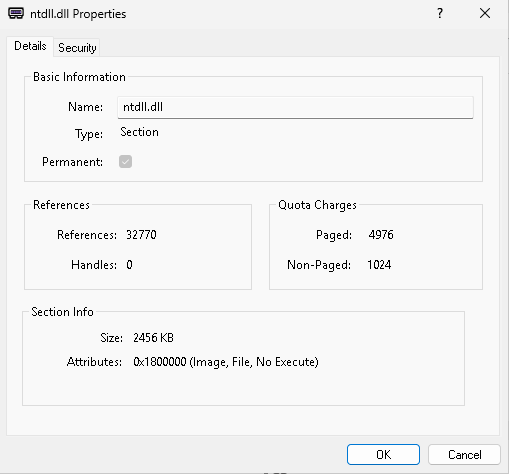 ntdll.dll Properties
? ×
Details Security
Basic Information
Name: ntdll.dll
Type: Section
Permanent:
References
References: 32770
Handles: 0
Quota Charges
Paged: 4976
Non-Paged: 1024
Section Info
Size: 2456 KB
Attributes: 0x1800000 (Image, File, No Execute)
OK Cancel